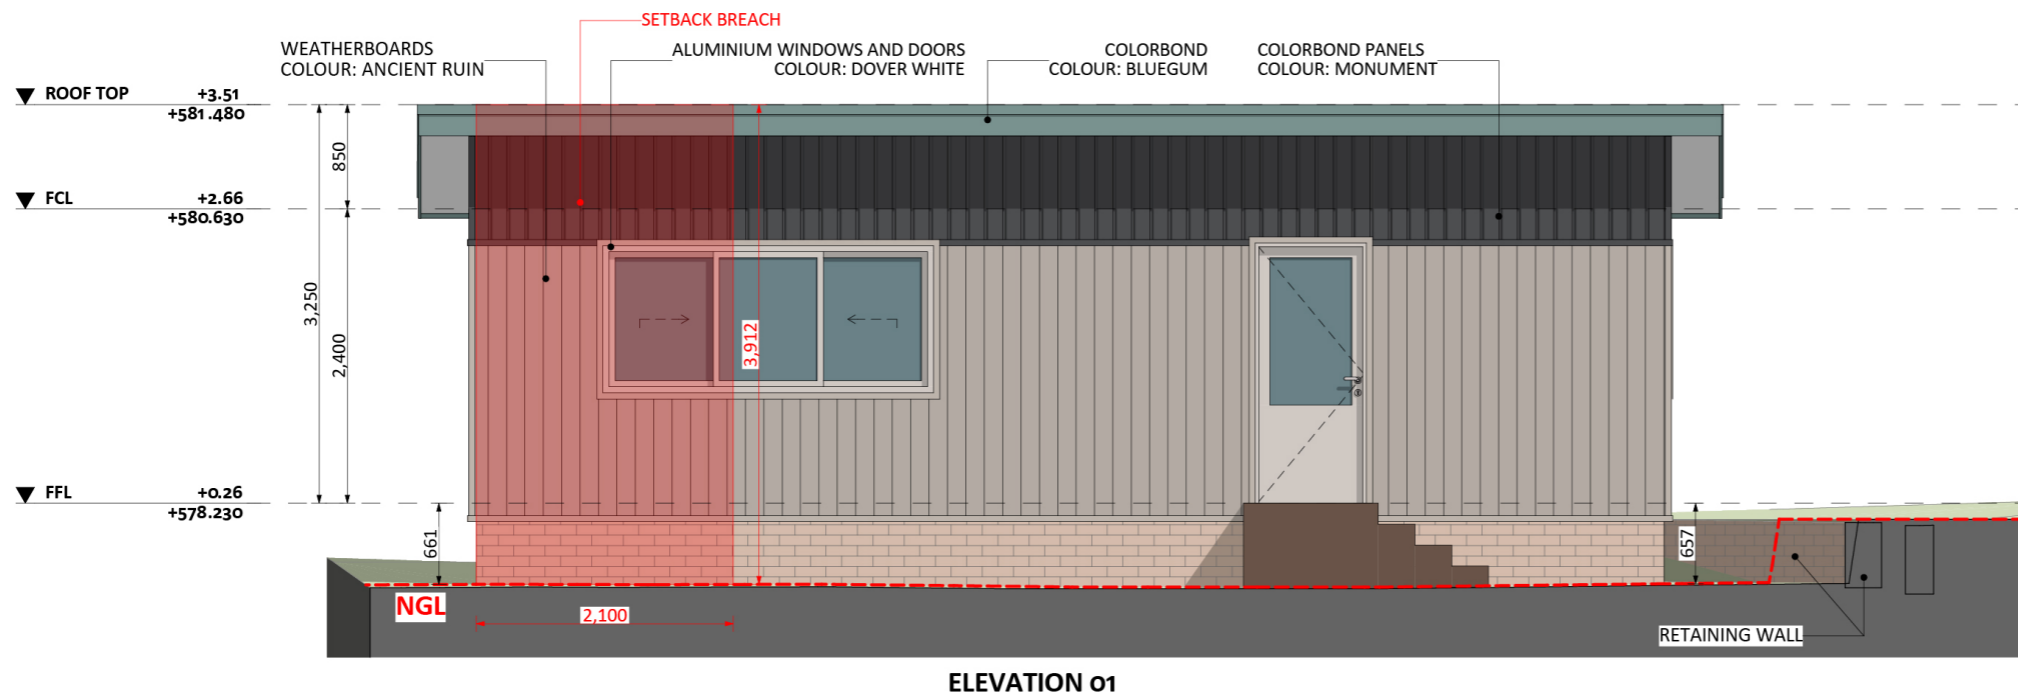 SETBACK BREACH
WEATHERBOARDS
COLOUR: ANCIENT RUIN
ALUMINIUM WINDOWS AND DOORS
COLOUR: DOVER WHITE
COLORBOND
COLOUR: BLUEGUM
COLORBOND PANELS
COLOUR: MONUMENT
ROOF TOP +3.51
+581.480
850
FCL +2.66
+580.630
3,250
2,400
3,912
FFL +0.26
+578.230
661
657
NGL
2,100
RETAINING WALL
ELEVATION 01